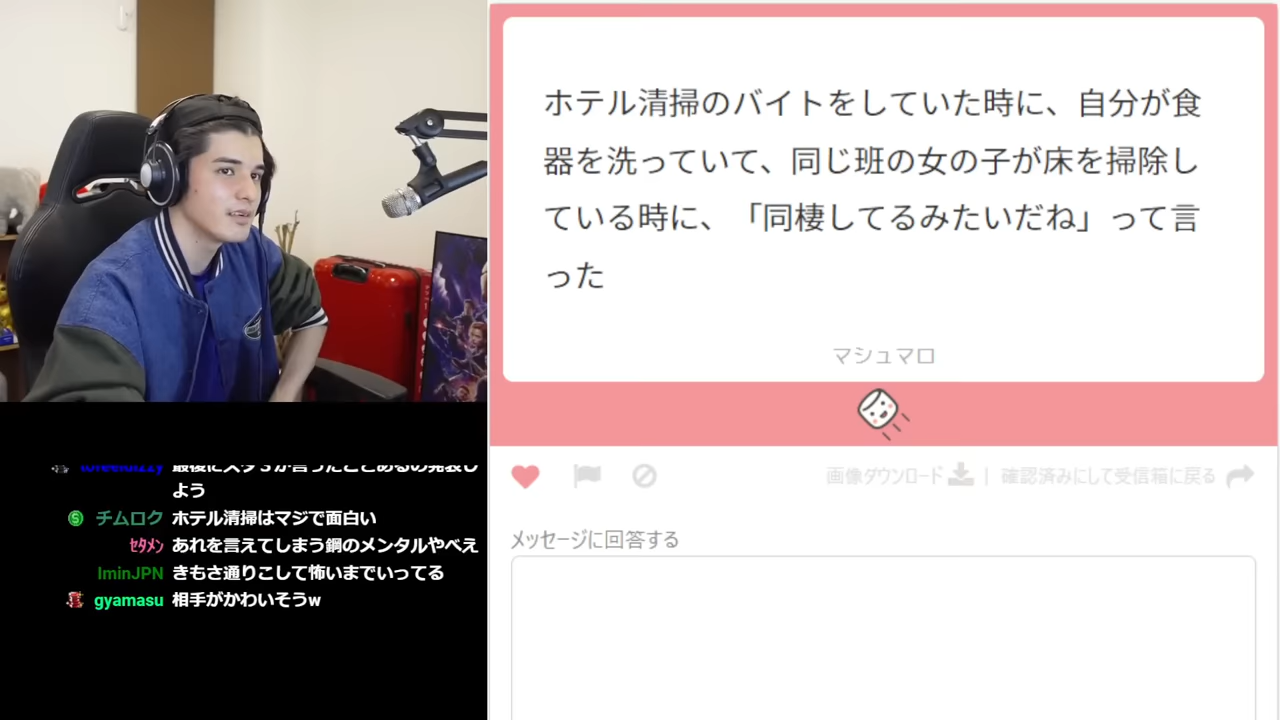 ホテル清掃のバイトをしていた時に、自分が食
器を洗っていて、同じ班の女の子が床を掃除し
ている時に、「同棲してるみたいだね」って言
った
マシュマロ
画像ダウンロード | 確認済みにして受信箱に戻る
メッセージに回答する
よう
チムロク ホテル清掃はマジで面白い
ｾﾀﾒﾝ あれを言えてしまう鋼のメンタルやべえ
IminJPN きもさ通りこして怖いまでいってる
gyamasu 相手がかわいそうw